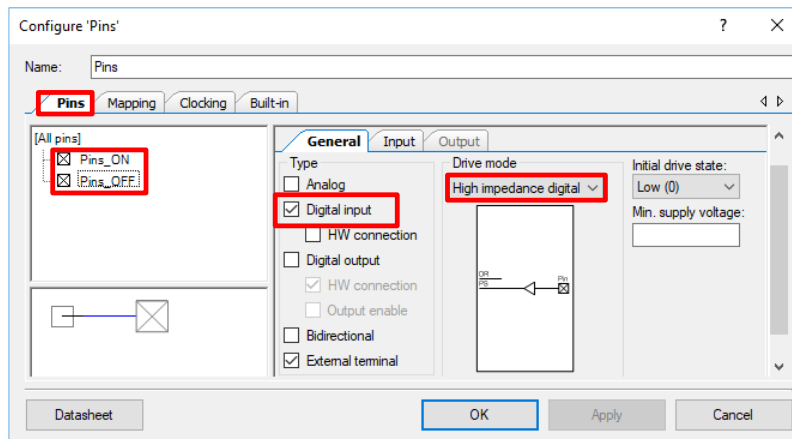 Configure 'Pins'
?
Name: Pins
Pins Mapping Clocking Built-in
[All pins]
Pins_ON
Pins_OFF
General Input Output
Type
Analog
Digital input
HW connection
Digital output
HW connection
Output enable
Bidirectional
External terminal
Drive mode
High impedance digital
DR
PS
Pin
Initial drive state:
Low (0)
Min. supply voltage:
Datasheet OK Apply Cancel